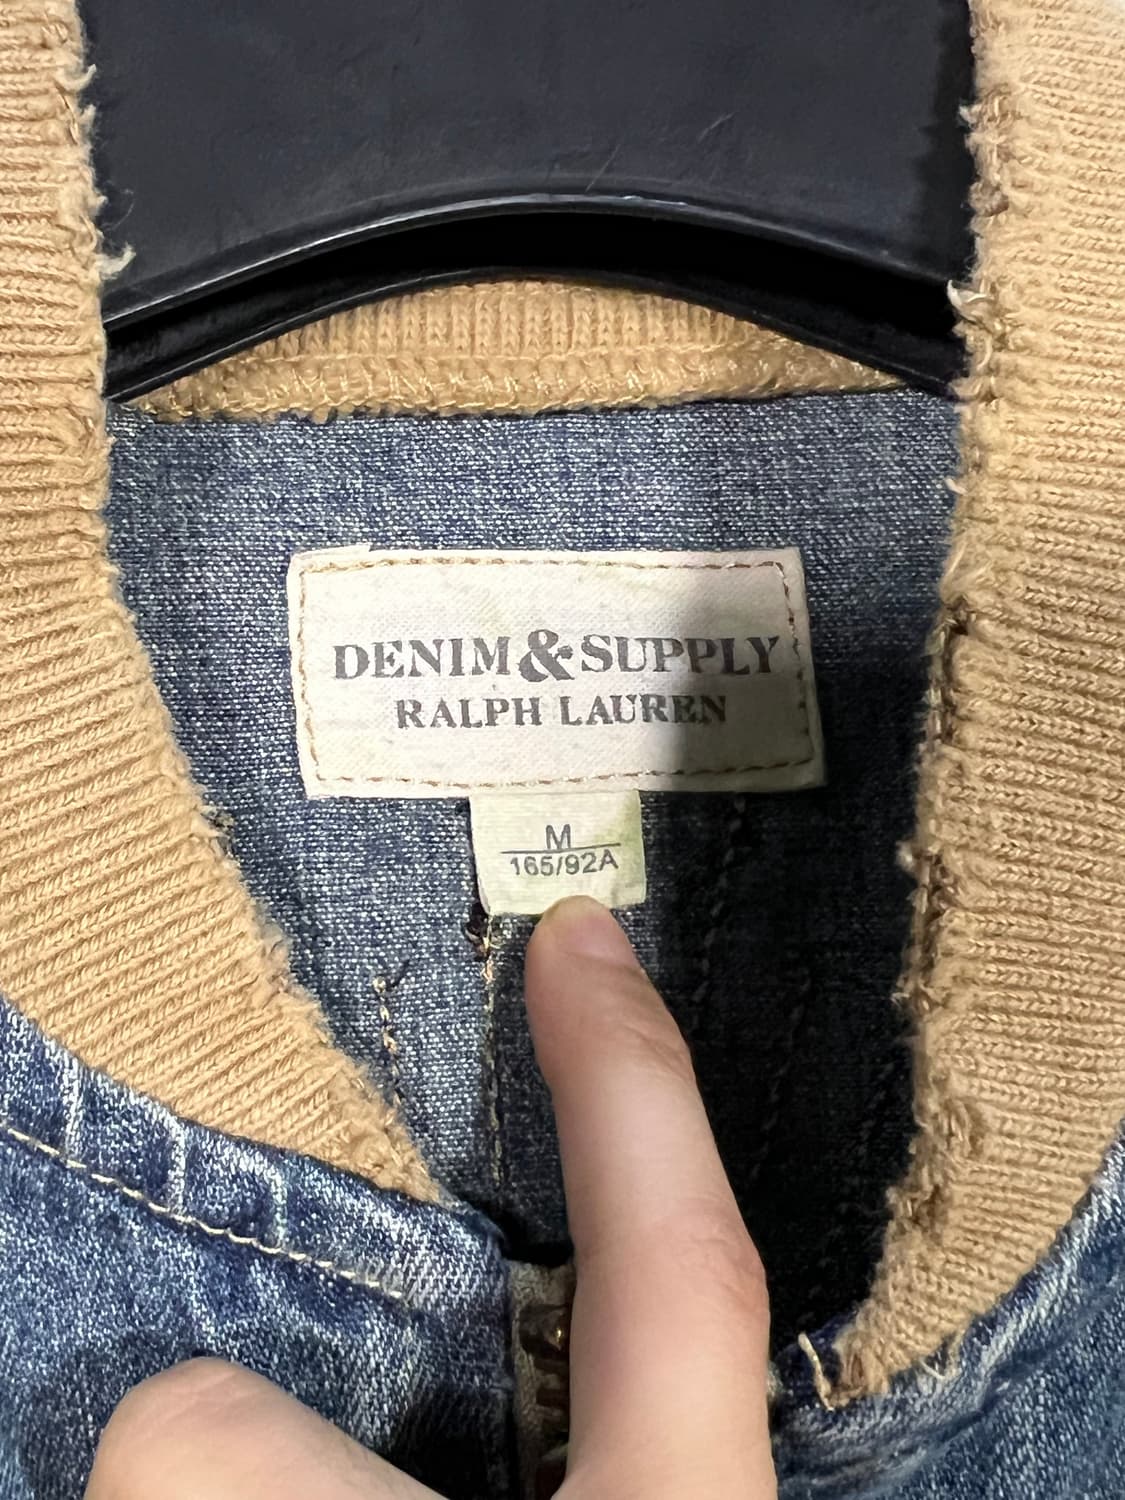 DENIM & SUPPLY
RALPH LAUREN
M
165/92A